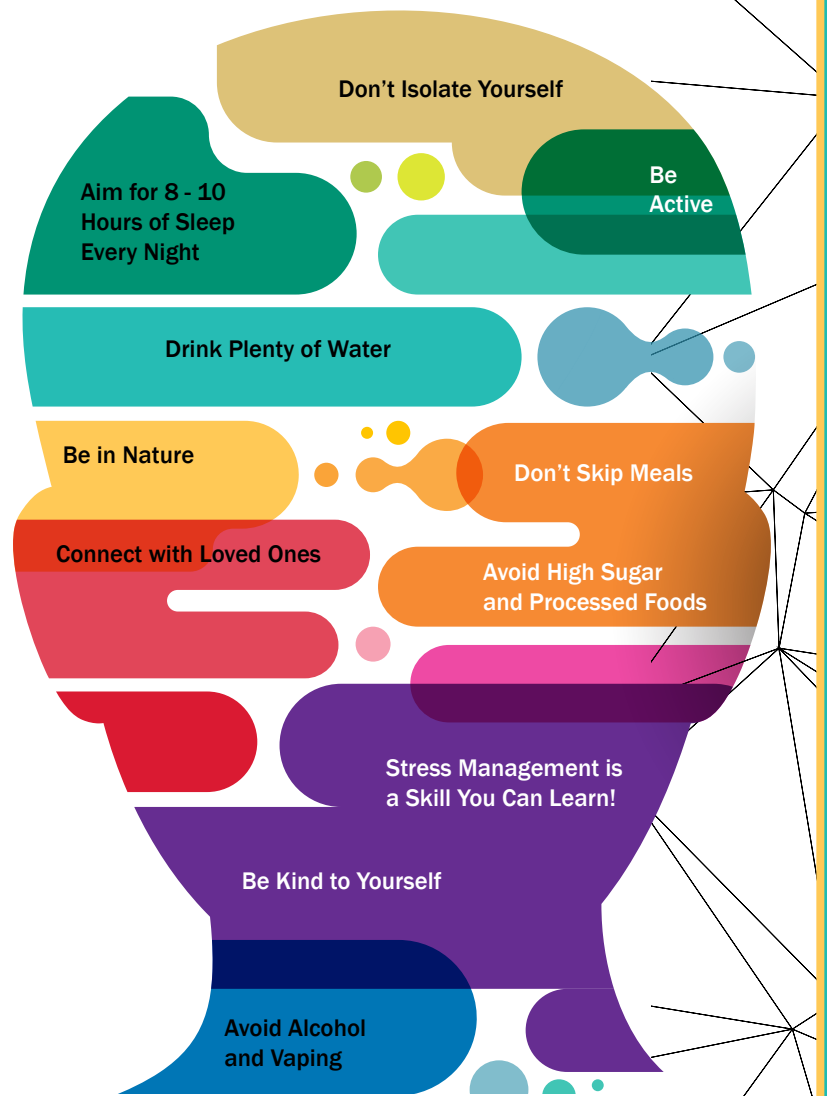 Don’t Isolate Yourself
Be
Active
Aim for 8 - 10
Hours of Sleep
Every Night
Drink Plenty of Water
Be in Nature
Don’t Skip Meals
Connect with Loved Ones
Avoid High Sugar
and Processed Foods
Stress Management is
a Skill You Can Learn!
Be Kind to Yourself
Avoid Alcohol
and Vaping